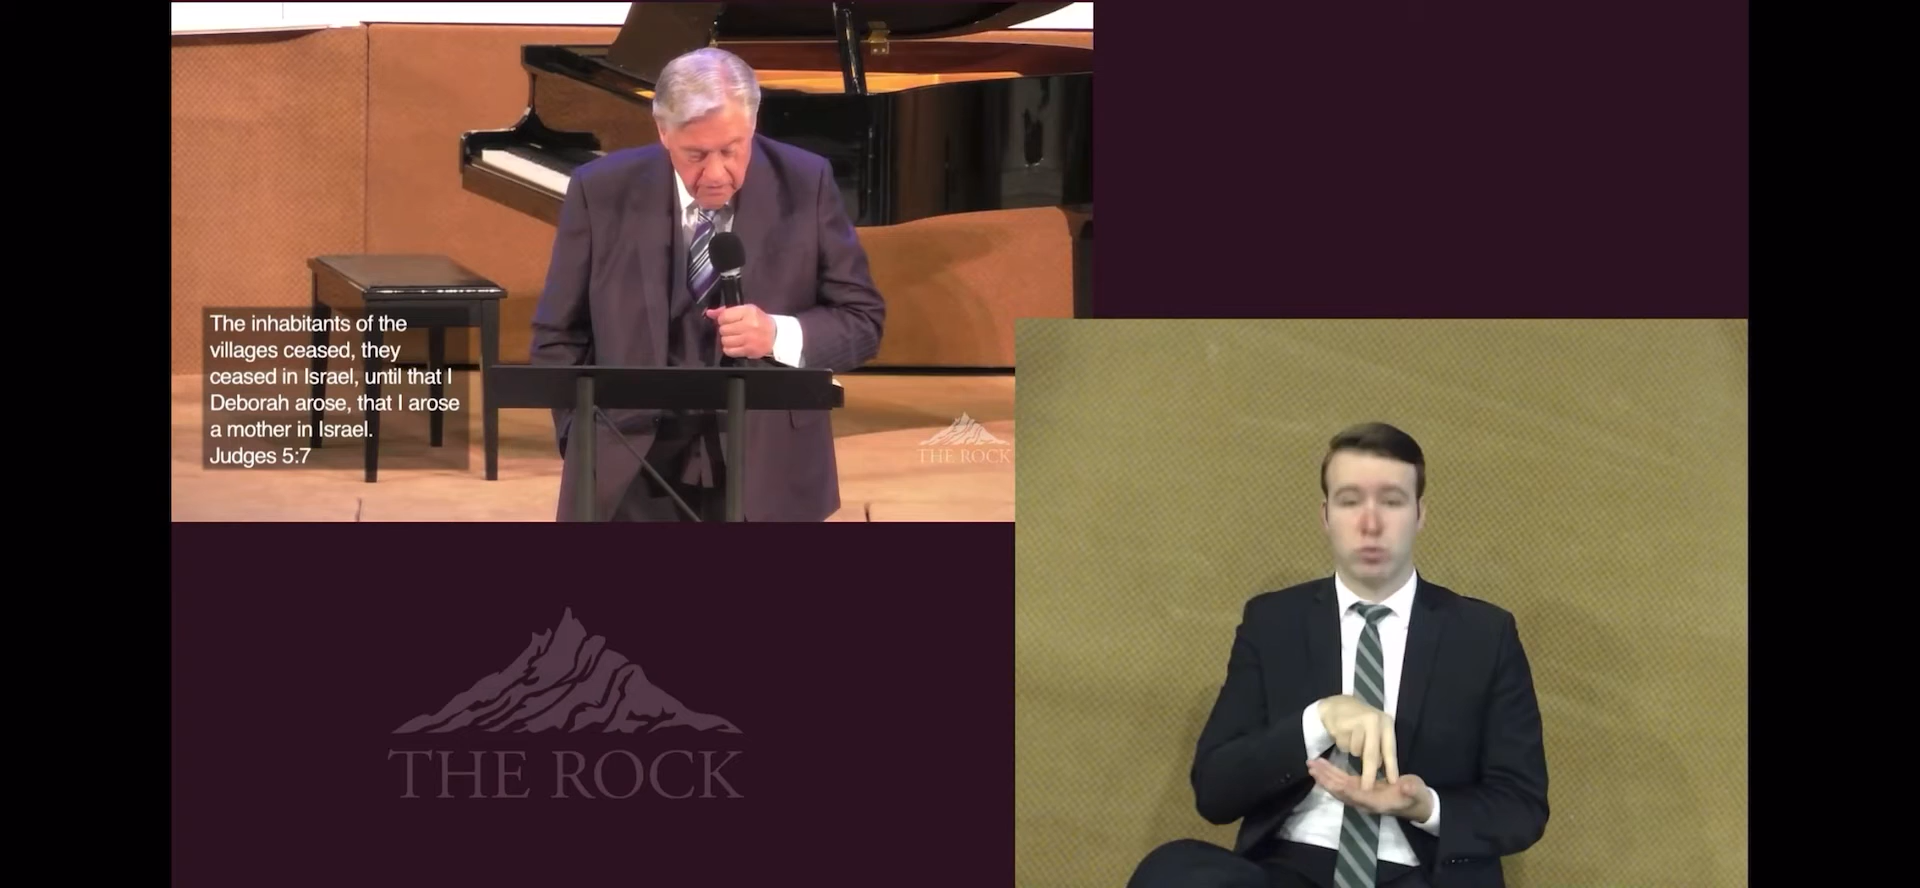 The inhabitants of the
villages ceased, they
ceased in Israel, until that I
Deborah arose, that I arose
a mother in Israel.
Judges 5:7
THE ROCK
THE ROCK